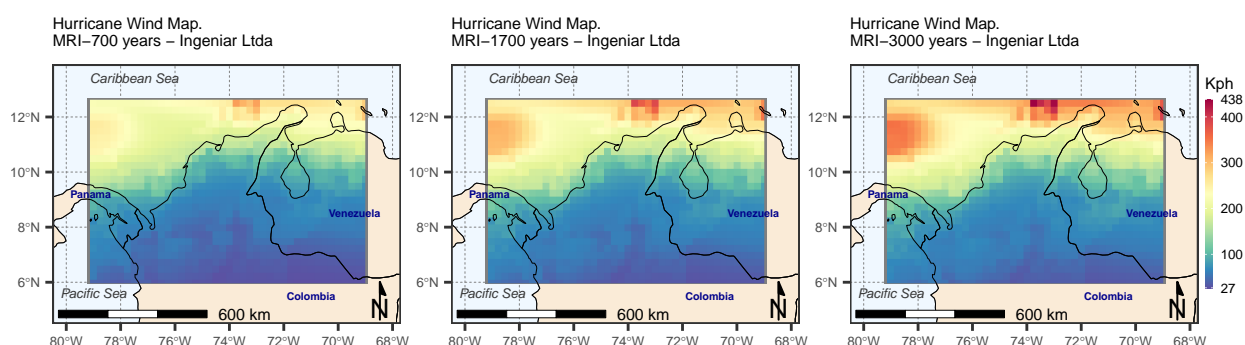 Hurricane Wind Map.
MRI−700 years − Ingeniar Ltda
Caribbean Sea
12°N
10°N
8°N
6°N
Panama
Venezuela
Colombia
Pacific Sea
N
600 km
80°W 78°W 76°W 74°W 72°W 70°W 68°W
Hurricane Wind Map.
MRI−1700 years − Ingeniar Ltda
Caribbean Sea
12°N
10°N
8°N
6°N
Panama
Venezuela
Colombia
Pacific Sea
N
600 km
80°W 78°W 76°W 74°W 72°W 70°W 68°W
Hurricane Wind Map.
MRI−3000 years − Ingeniar Ltda
Caribbean Sea
12°N
10°N
8°N
6°N
Panama
Venezuela
Colombia
Pacific Sea
N
600 km
80°W 78°W 76°W 74°W 72°W 70°W 68°W
Kph
438
400
300
200
100
27